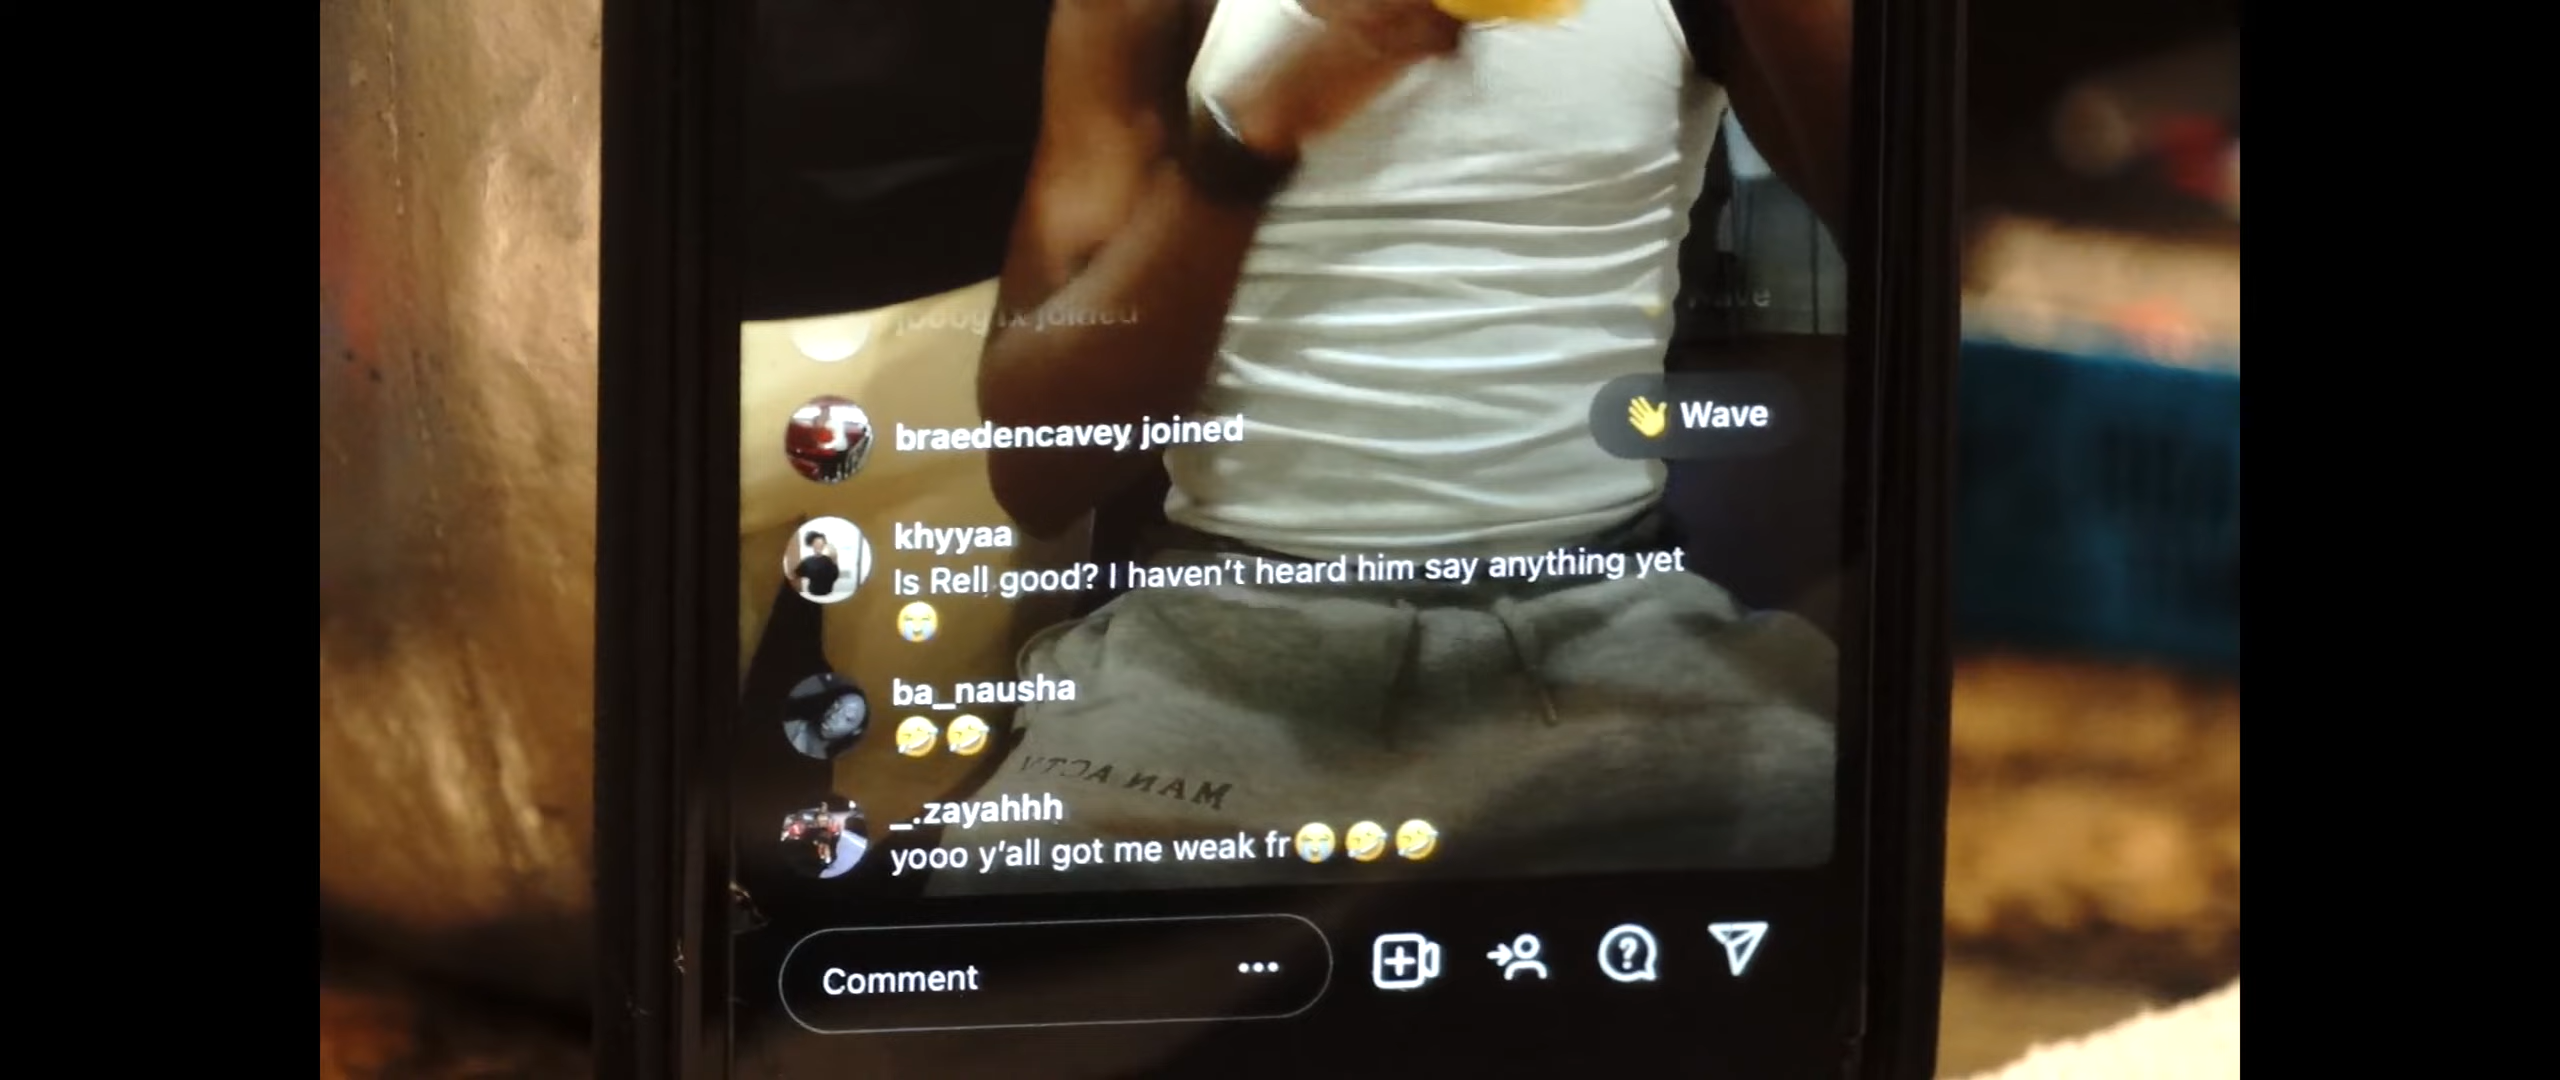 braedencavey joined
👋 Wave
khyyaa
Is Rell good? I haven't heard him say anything yet
😭
ba_nausha
🤣🤣
_.zayahhh
yooo y'all got me weak fr😭🤣🤣
Comment
MAN